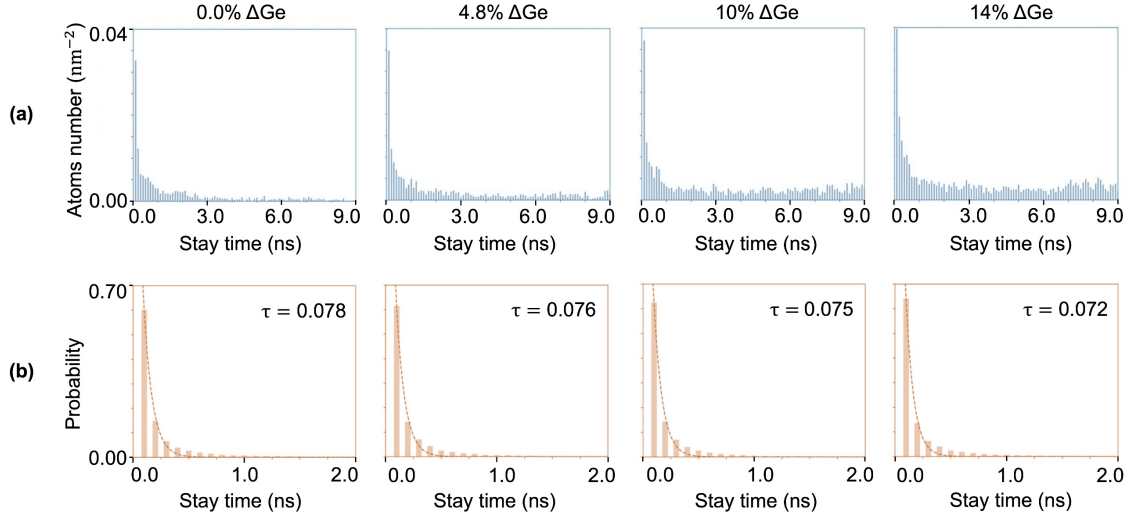 0.0% ΔGe 4.8% ΔGe 10% ΔGe 14% ΔGe
(a)
Atoms number (nm⁻²)
0.04
0.00
0.0 3.0 6.0 9.0 0.0 3.0 6.0 9.0 0.0 3.0 6.0 9.0 0.0 3.0 6.0 9.0
Stay time (ns) Stay time (ns) Stay time (ns) Stay time (ns)
(b)
Probability
0.70
τ = 0.078 τ = 0.076 τ = 0.075 τ = 0.072
0.00
0.0 1.0 2.0 0.0 1.0 2.0 0.0 1.0 2.0 0.0 1.0 2.0
Stay time (ns) Stay time (ns) Stay time (ns) Stay time (ns)